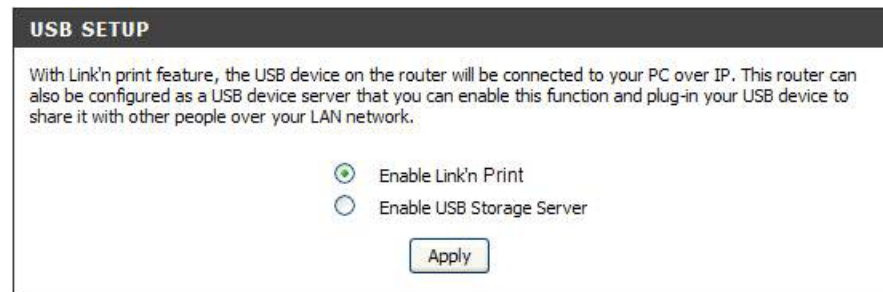 USB SETUP
With Link'n print feature, the USB device on the router will be connected to your PC over IP. This router can
also be configured as a USB device server that you can enable this function and plug-in your USB device to
share it with other people over your LAN network.
Enable Link'n Print
Enable USB Storage Server
Apply